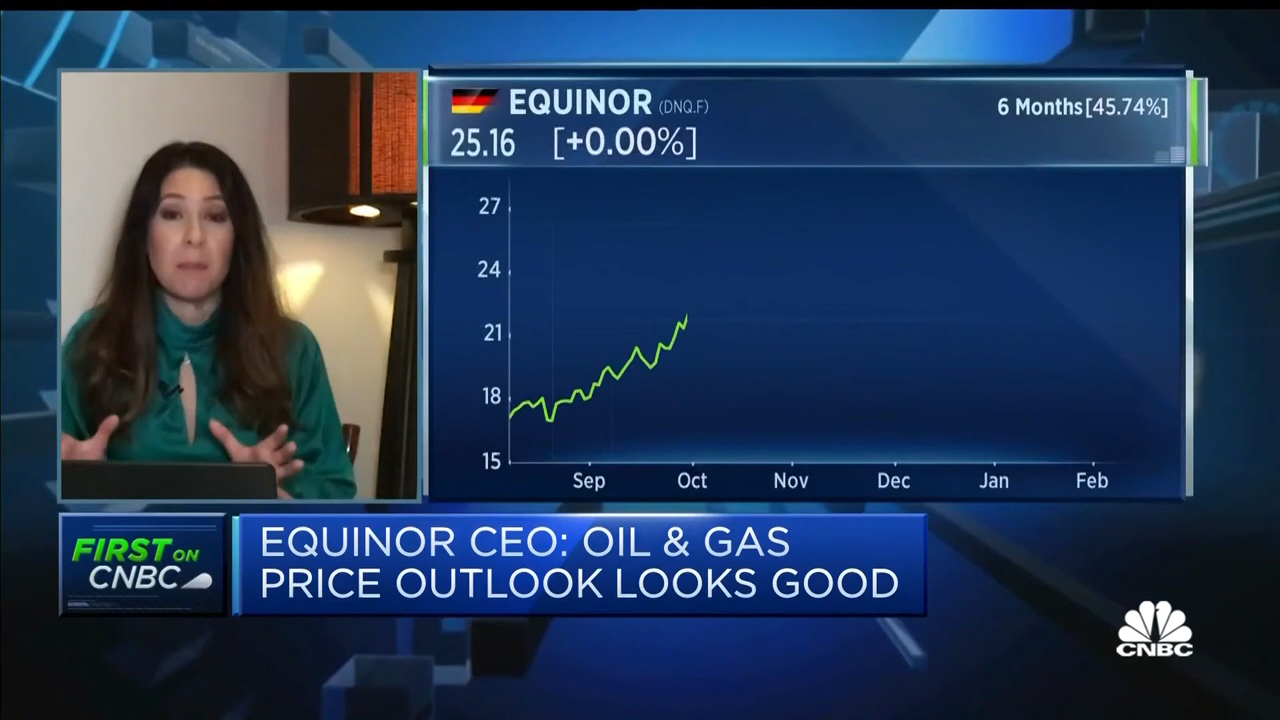 EQUINOR (DNQ.F)
6 Months[45.74%]
25.16 [+0.00%]
27
24
21
18
15
Sep Oct Nov Dec Jan Feb
FIRST ON
CNBC
EQUINOR CEO: OIL & GAS
PRICE OUTLOOK LOOKS GOOD
CNBC